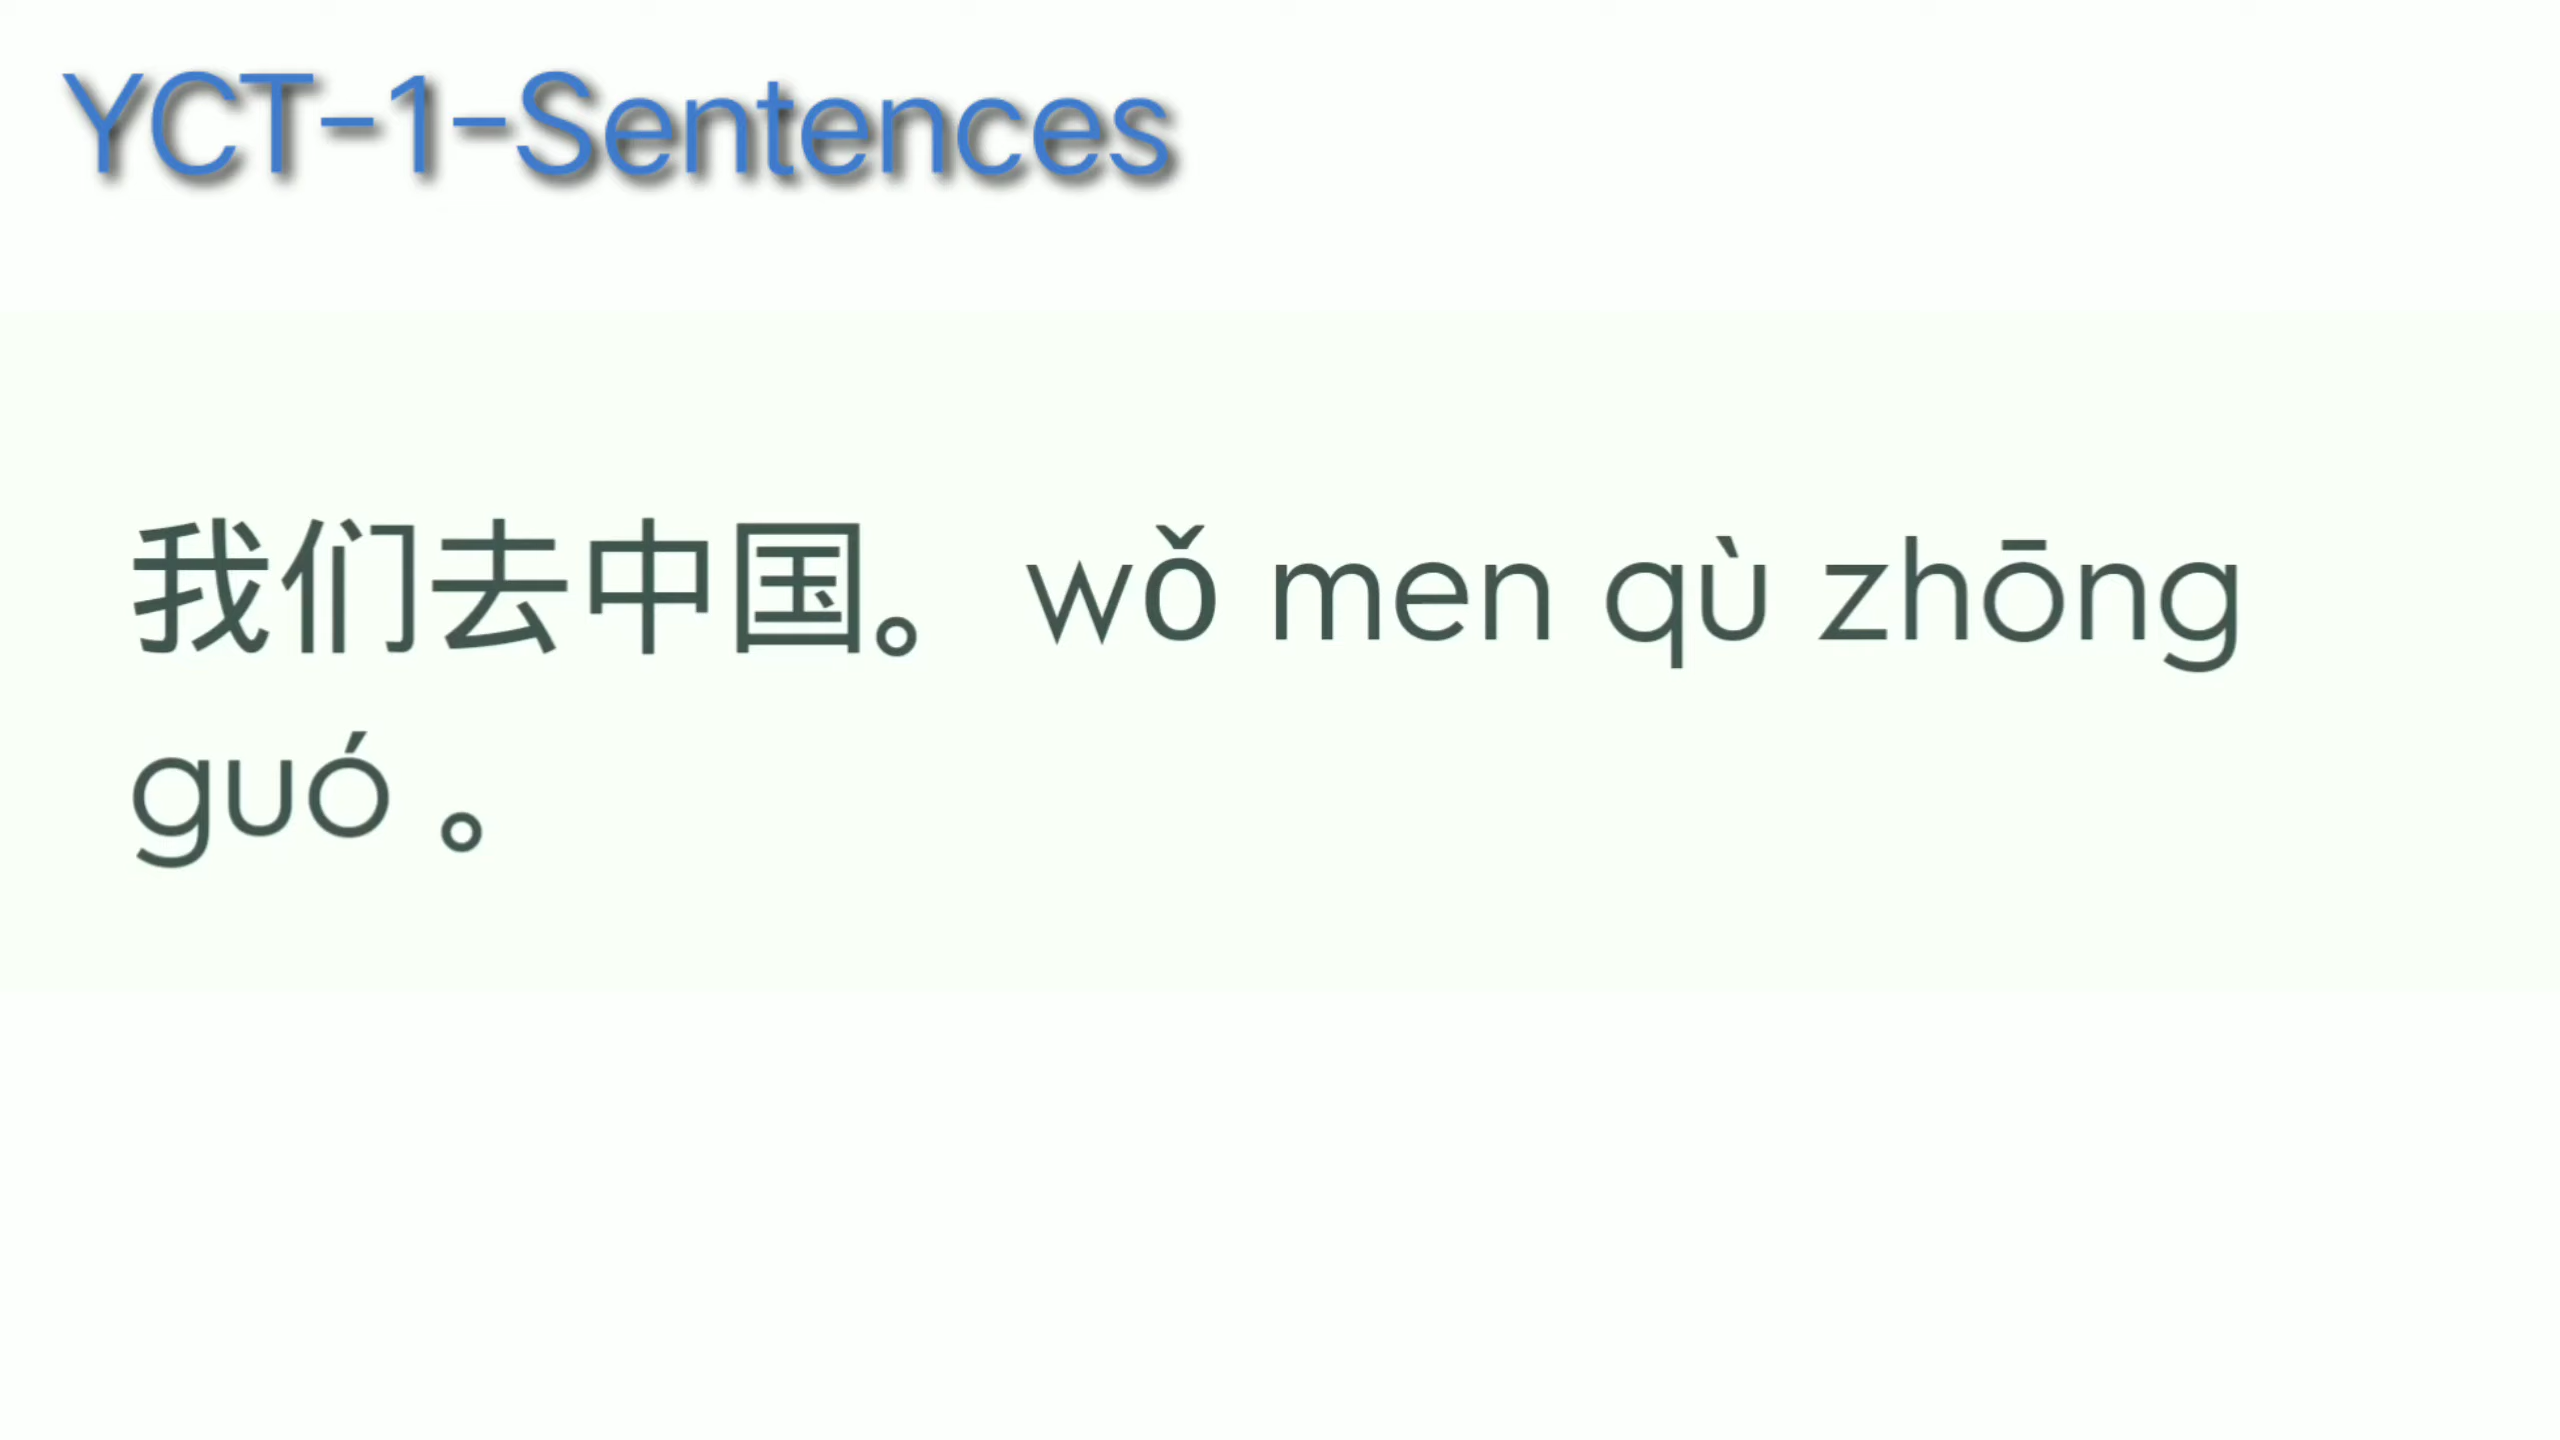 YCT-1-Sentences
我们去中国。 wǒ men qù zhōng
guó 。